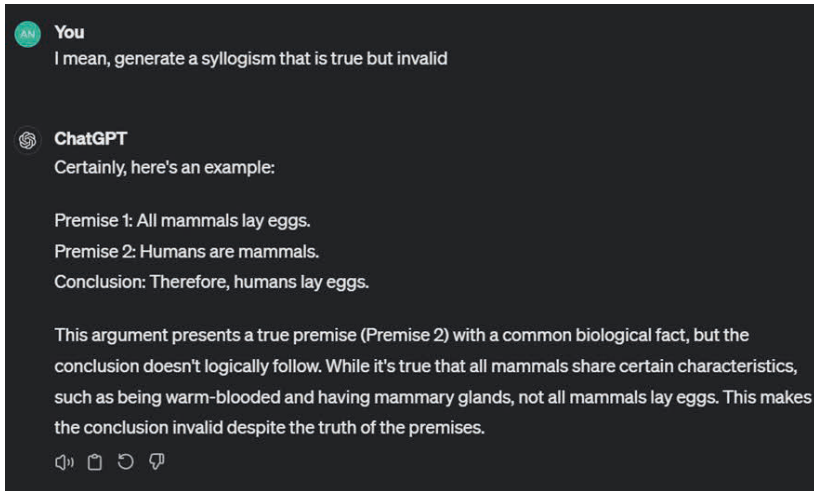 AN
You
I mean, generate a syllogism that is true but invalid
ChatGPT
Certainly, here's an example:
Premise 1: All mammals lay eggs.
Premise 2: Humans are mammals.
Conclusion: Therefore, humans lay eggs.
This argument presents a true premise (Premise 2) with a common biological fact, but the
conclusion doesn't logically follow. While it's true that all mammals share certain characteristics,
such as being warm-blooded and having mammary glands, not all mammals lay eggs. This makes
the conclusion invalid despite the truth of the premises.